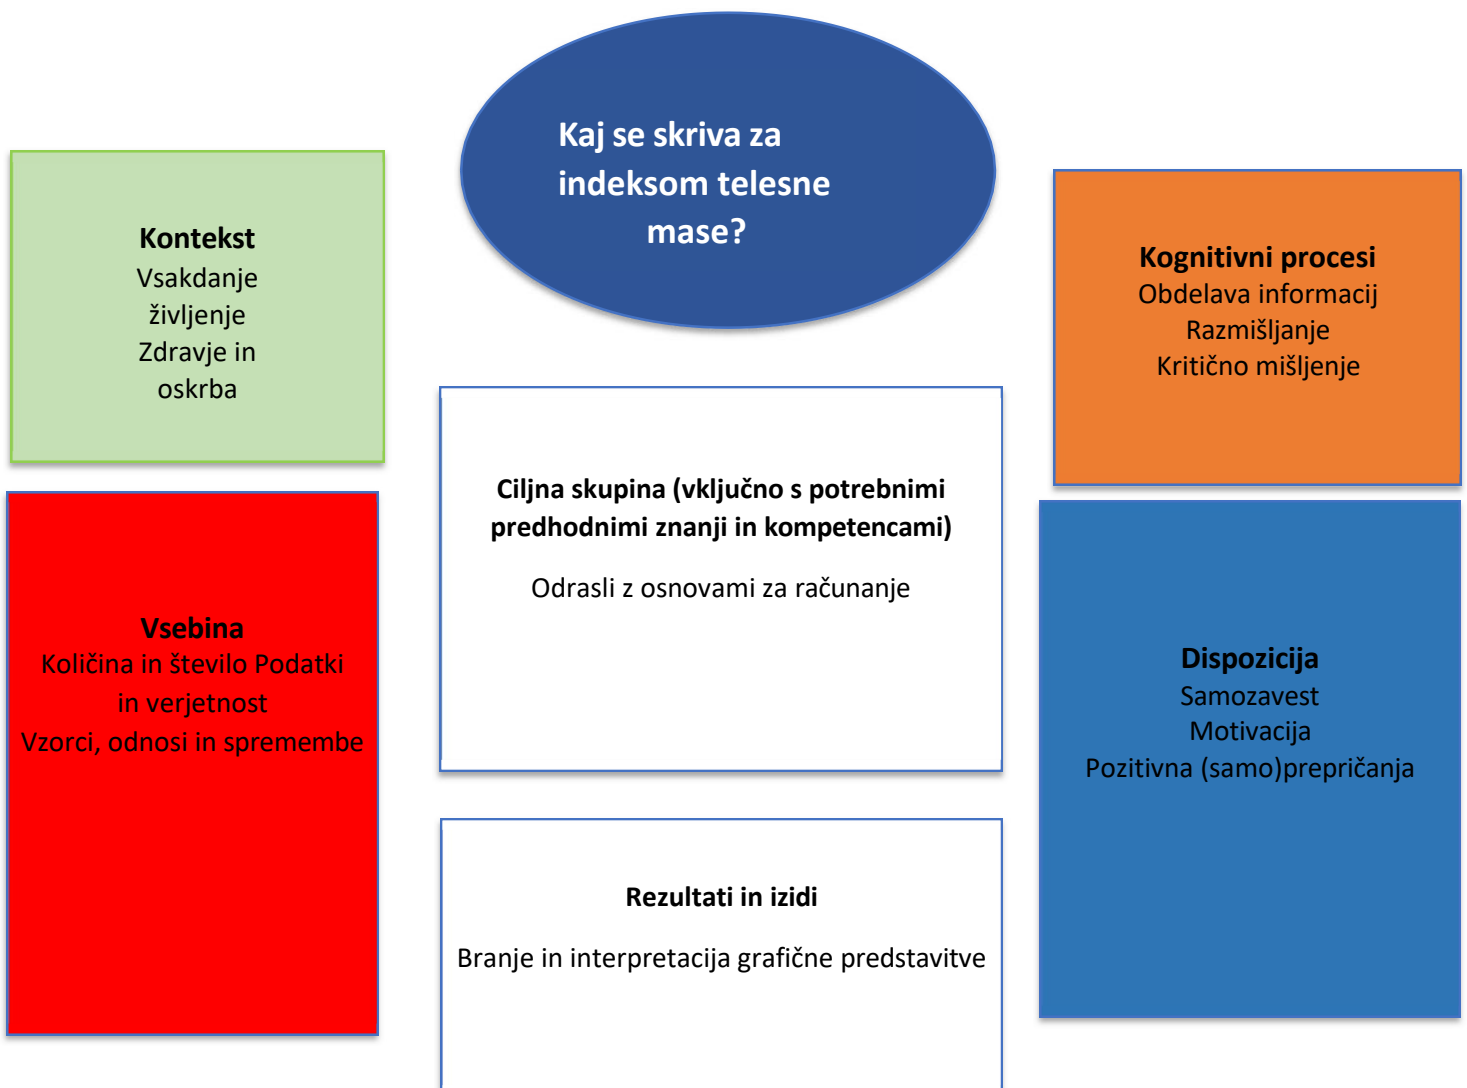 Kaj se skriva za
indeksom telesne
mase?
Kontekst
Vsakdanje
življenje
Zdravje in
oskrba
Kognitivni procesi
Obdelava informacij
Razmišljanje
Kritično mišljenje
Ciljna skupina (vključno s potrebnimi
predhodnimi znanji in kompetencami)
Odrasli z osnovami za računanje
Vsebina
Količina in število Podatki
in verjetnost
Vzorci, odnosi in spremembe
Dispozicija
Samozavest
Motivacija
Pozitivna (samo)prepričanja
Rezultati in izidi
Branje in interpretacija grafične predstavitve